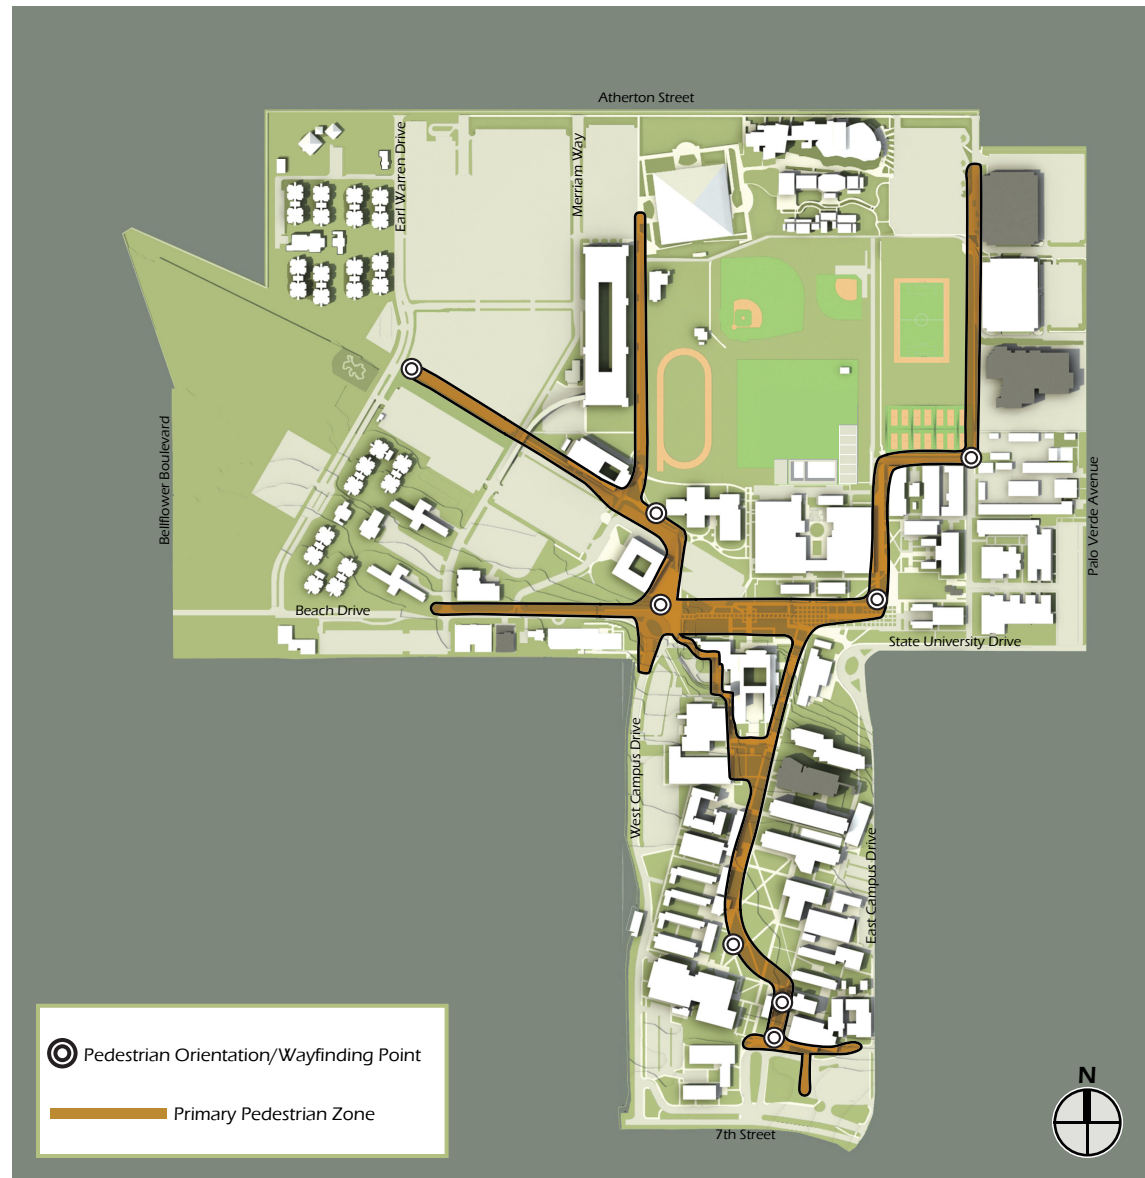 Atherton Street
Earl Warren Drive
Merriam Way
Bellflower Boulevard
Palo Verde Avenue
Beach Drive
State University Drive
West Campus Drive
East Campus Drive
Pedestrian Orientation/Wayfinding Point
Primary Pedestrian Zone
7th Street
N